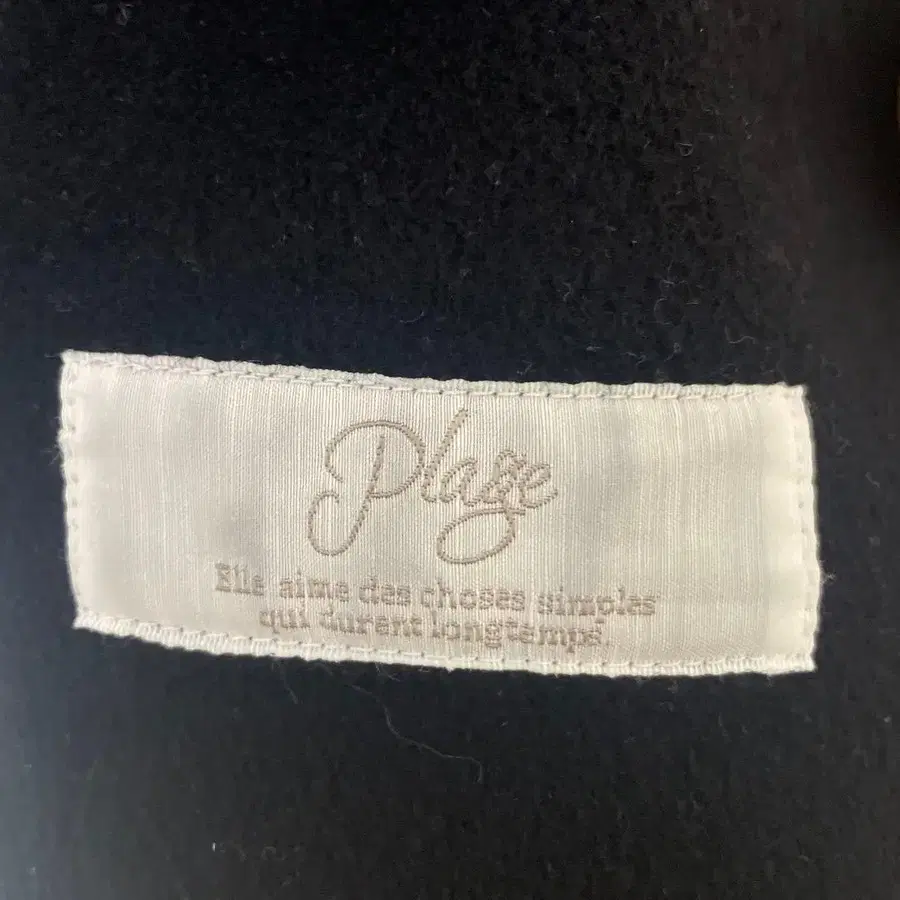 Plage
Elle aime des choses simples
qui durent longtemps.